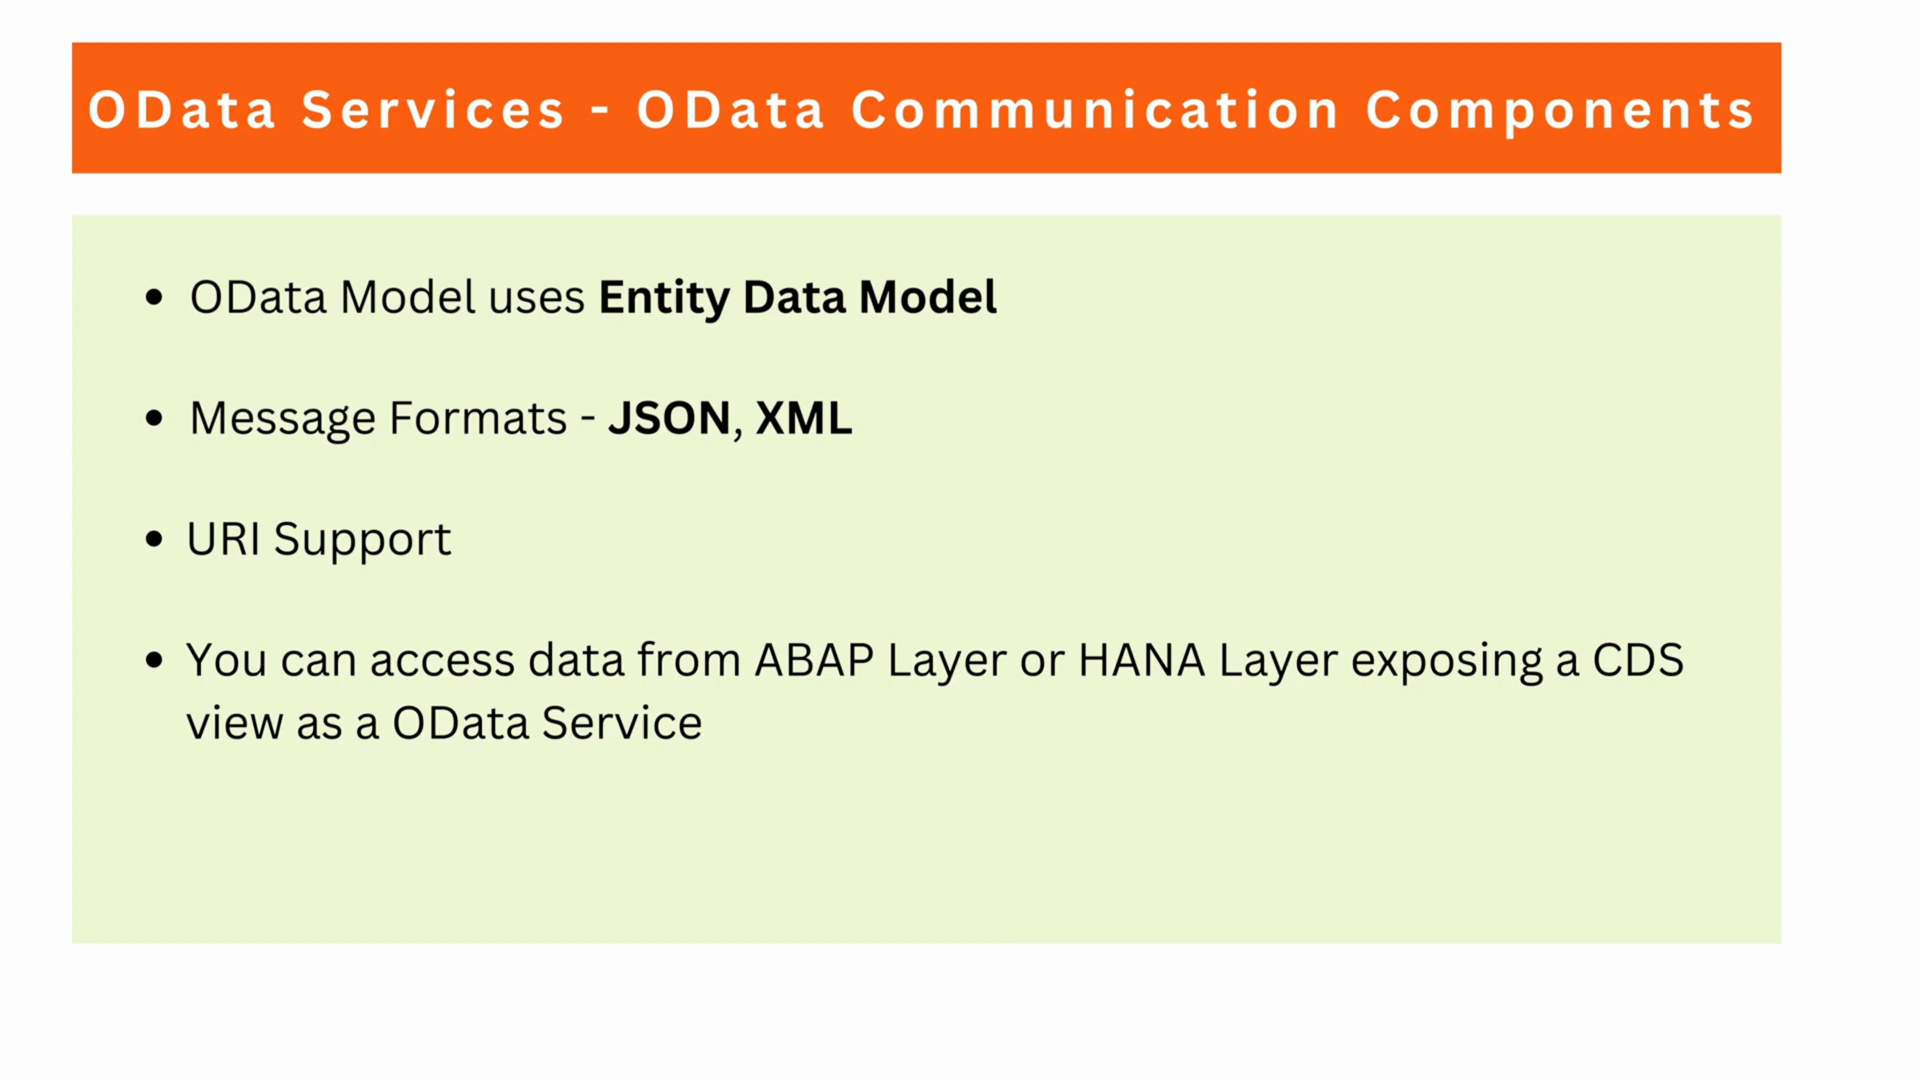 OData Services - OData Communication Components
• OData Model uses Entity Data Model
• Message Formats - JSON, XML
• URI Support
• You can access data from ABAP Layer or HANA Layer exposing a CDS
view as a OData Service